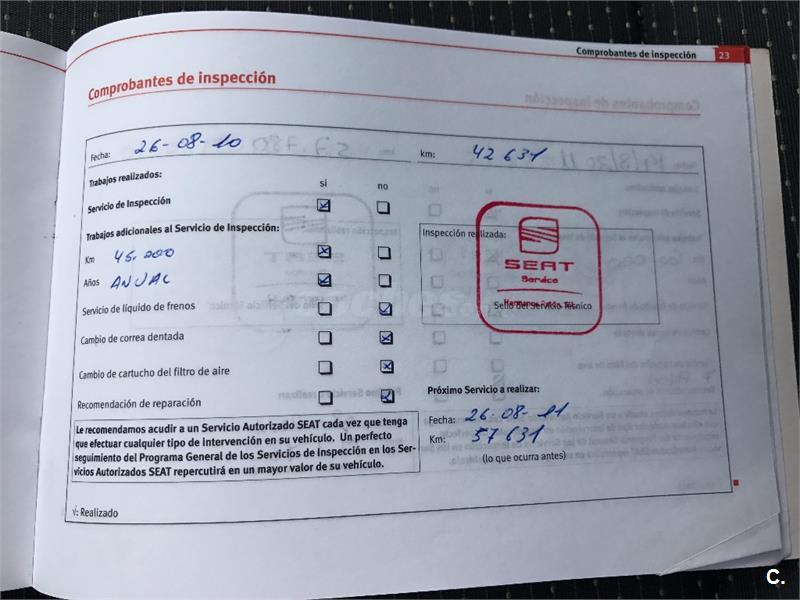 Comprobantes de inspección 23
Comprobantes de inspección
Fecha: 26-08-10 km: 42 631
Trabajos realizados:
si no
Servicio de Inspección
Trabajos adicionales al Servicio de Inspección:
Inspección realizada:
Km 45.000
Años ANUAL
SEAT
Service
Servicio de líquido de frenos
Sello del Servicio Técnico
Cambio de correa dentada
Cambio de cartucho del filtro de aire
Recomendación de reparación
Próximo Servicio a realizar:
Fecha: 26-08-11
Km: 57631
(lo que ocurra antes)
Le recomendamos acudir a un Servicio Autorizado SEAT cada vez que tenga
que efectuar cualquier tipo de intervención en su vehículo. Un perfecto
seguimiento del Programa General de los Servicios de Inspección en los Ser-
vicios Autorizados SEAT repercutirá en un mayor valor de su vehículo.
√: Realizado
C.